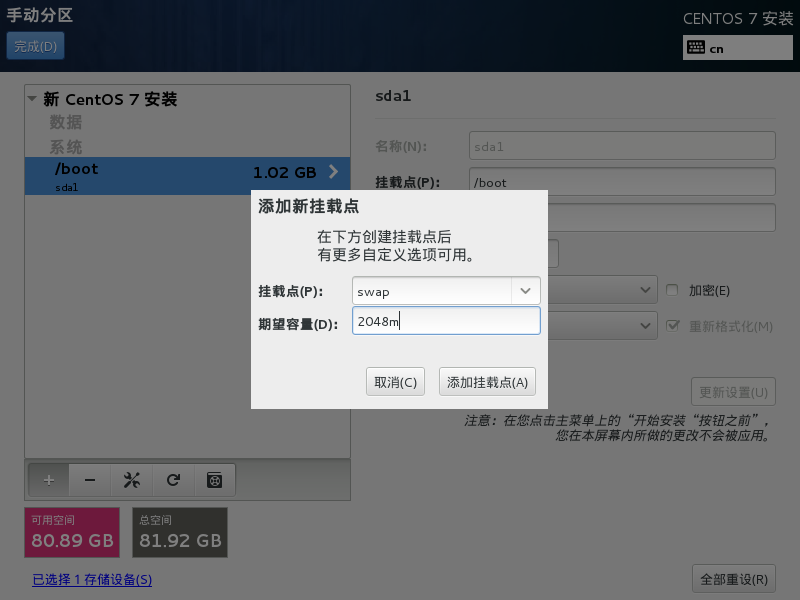 手动分区
CENTOS 7 安装
完成(D)
cn
新 CentOS 7 安装
数据
系统
/boot
1.02 GB
sda1
sda1
名称(N):
sda1
挂载点(P):
/boot
添加新挂载点
在下方创建挂载点后
有更多自定义选项可用。
挂载点(P):
swap
期望容量(D):
2048m
取消(C)
添加挂载点(A)
加密(E)
重新格式化(M)
更新设置(U)
注意：在您点击主菜单上的“开始安装“按钮之前”，
您在本屏幕内所做的更改不会被应用。
可用空间
80.89 GB
总空间
81.92 GB
已选择 1 存储设备(S)
全部重设(R)